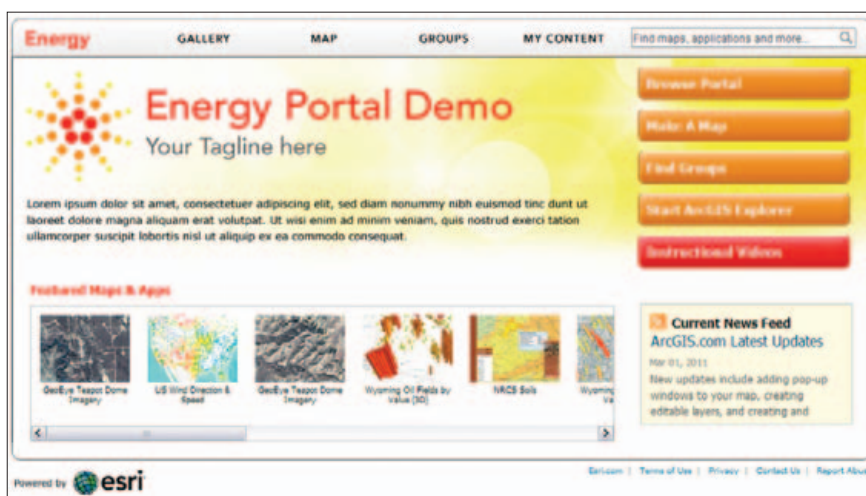 Energy
GALLERY
MAP
GROUPS
MY CONTENT
Find maps, applications and more...
Energy Portal Demo
Your Tagline here
Lorem ipsum dolor sit amet, consectetuer adipiscing elit, sed diam nonummy nibh euismod tinc dunt ut
laoreet dolore magna aliquam erat volutpat. Ut wisi enim ad minim veniam, quis nostrud exerci tation
ullamcorper suscipit lobortis nisl ut aliquip ex ea commodo consequat.
Browse Portal
Make A Map
Find Groups
Start ArcGIS Explorer
Instructional Videos
Featured Maps & Apps
GeoEye Teapot Dome
Imagery
US Wind Direction &
Speed
GeoEye Teapot Dome
Imagery
Wyoming Oil Fields by
Value (3D)
NRCS Soils
Wyoming
Va
Current News Feed
ArcGIS.com Latest Updates
Mar 01, 2011
New updates include adding pop-up
windows to your map, creating
editable layers, and creating and
Powered by esri
Esri.com | Terms of Use | Privacy | Contact Us | Report Abus